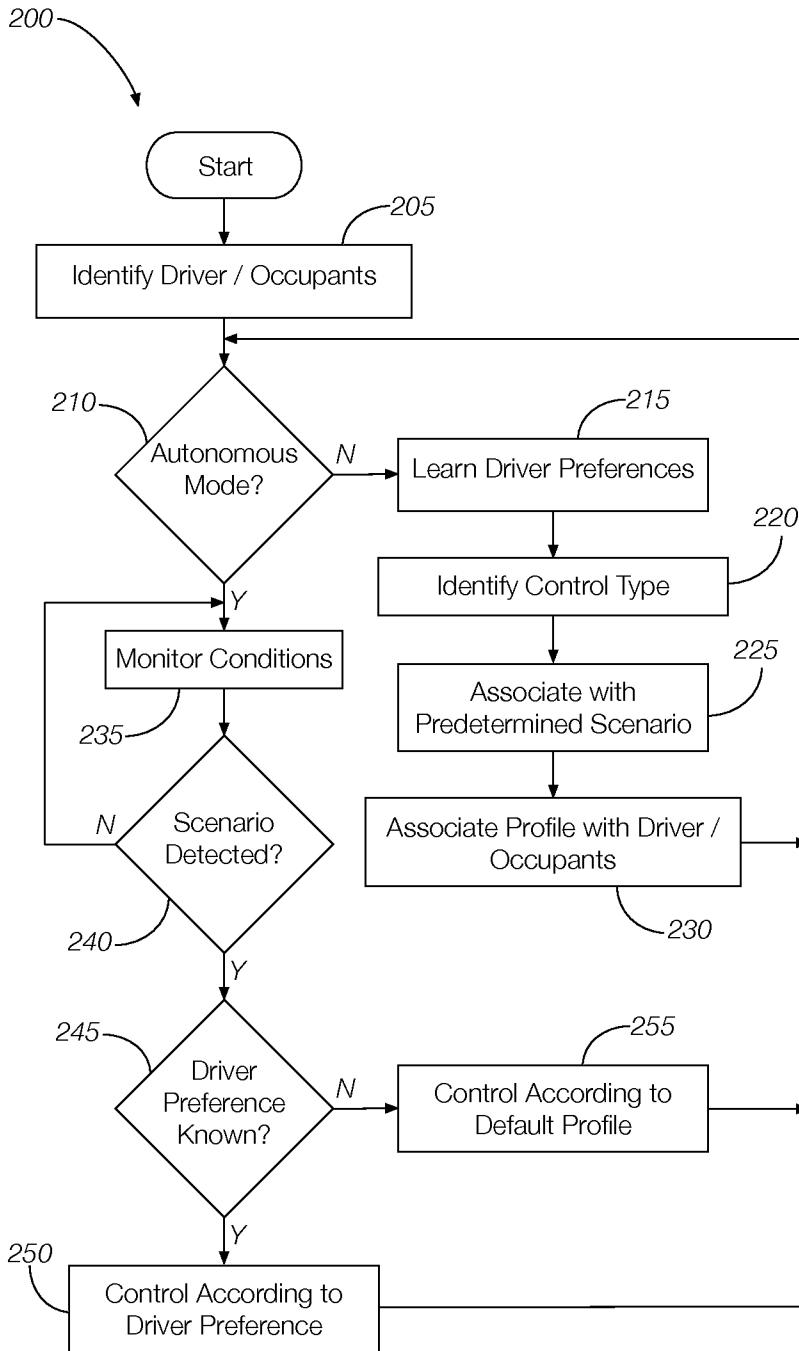 200
Start
205
Identify Driver / Occupants
210
Autonomous
Mode?
N
215
Learn Driver Preferences
220
Identify Control Type
Y
Monitor Conditions
235
225
Associate with
Predetermined Scenario
N
Scenario
Detected?
240
Associate Profile with Driver /
Occupants
230
Y
245
Driver
Preference
Known?
N
255
Control According to
Default Profile
Y
250
Control According to
Driver Preference